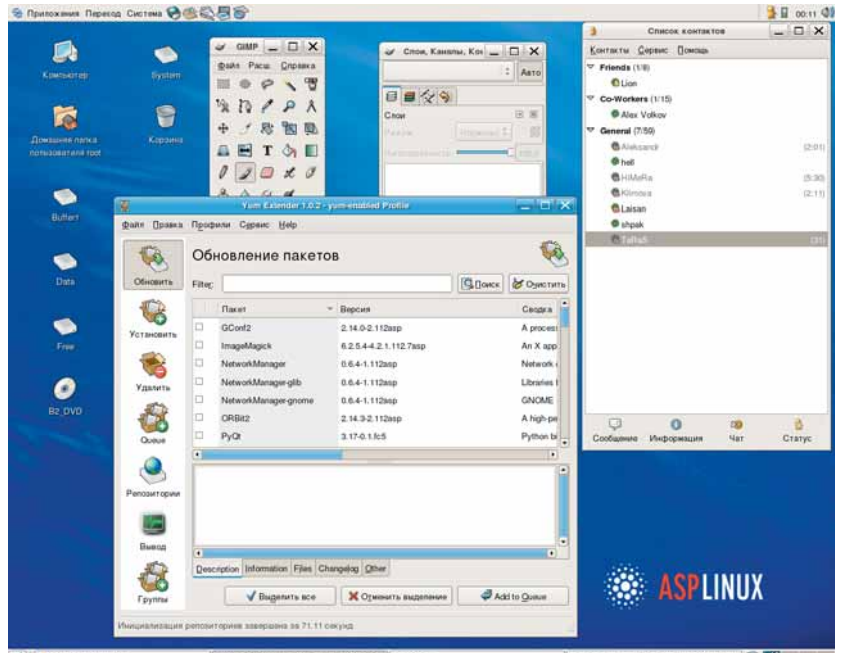 Приложения Переход Система
00:11
Компьютер
System
Домашняя папка пользователя root
Корзина
Buffert
Data
Free
B2_DVD
GIMP
Файл Расш. Справка
Слои, Каналы, Кон
Авто
Слои
Режим:
Список контактов
Контакты Сервис Помощь
Friends (1/8)
Lion
Co-Workers (1/15)
Alex Volkov
General (7/59)
Aleksandr (2:01)
hell
HiMeRa (5:30)
Klimova (2:11)
Laisan
shpak
(31)
Сообщение Информация Чат Статус
Yum Extender 1.0.2 - yum-enabled Profile
Файл Правка Профили Сервис Help
Обновить
Установить
Удалить
Queue
Репозитории
Вывод
Группы
Обновление пакетов
Filter: Поиск Очистить
Пакет Версия Сводка
GConf2 2.14.0-2.112asp A process
ImageMagick 6.2.5.4-4.2.1.112.7asp An X app
NetworkManager 0.6.4-1.112asp Network
NetworkManager-glib 0.6.4-1.112asp Libraries
NetworkManager-gnome 0.6.4-1.112asp GNOME
ORBit2 2.14.3-2.112asp A high-pe
PyQt 3.17-0.1.fc5 Python bi
Description Information Files Changelog Other
Выделить все Отменить выделение Add to Queue
Инициализация репозиториев завершена за 71.11 секунд
ASPLINUX